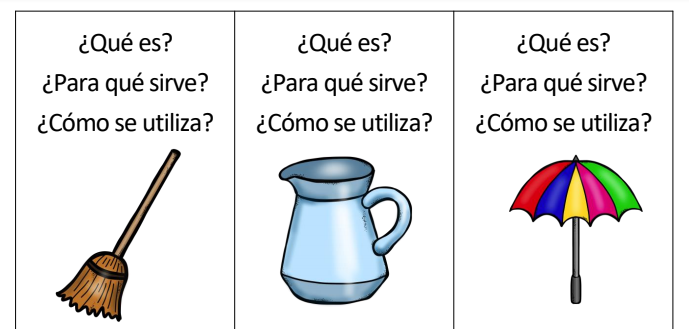 ¿Qué es?
¿Para qué sirve?
¿Cómo se utiliza?
¿Qué es?
¿Para qué sirve?
¿Cómo se utiliza?
¿Qué es?
¿Para qué sirve?
¿Cómo se utiliza?